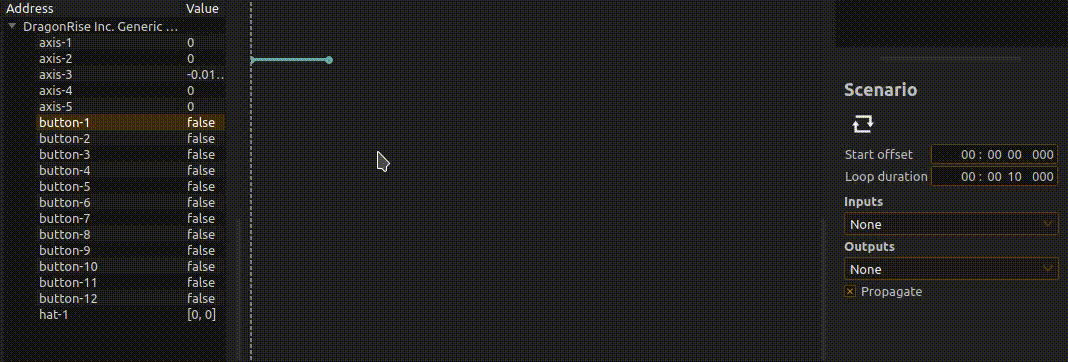 Address Value
DragonRise Inc. Generic ...
axis-1 0
axis-2 0
axis-3 -0.01..
axis-4 0
axis-5 0
button-1 false
button-2 false
button-3 false
button-4 false
button-5 false
button-6 false
button-7 false
button-8 false
button-9 false
button-10 false
button-11 false
button-12 false
hat-1 [0, 0]
Scenario
Start offset 00 : 00 00 000
Loop duration 00 : 00 10 000
Inputs
None
Outputs
None
Propagate